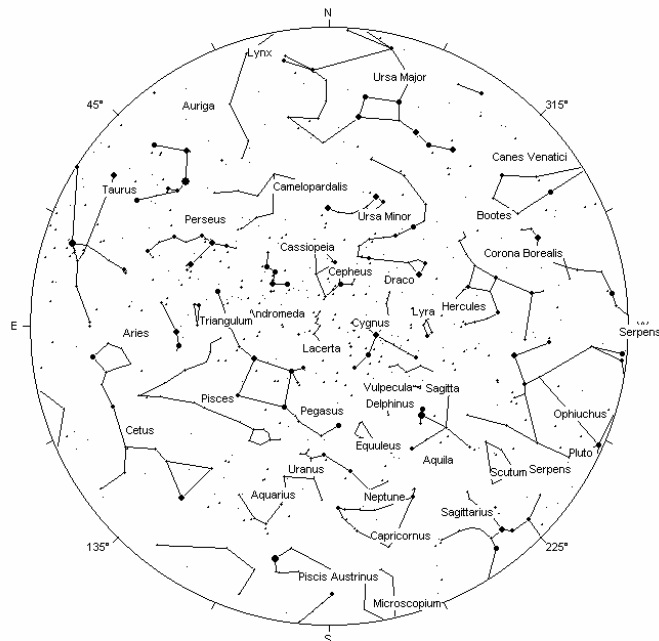 N
Lynx
Ursa Major
45°
315°
Auriga
Canes Venatici
Taurus
Camelopardalis
Perseus
Ursa Minor
Bootes
Cassiopeia
Corona Borealis
Cepheus
Draco
Hercules
Triangulum
Andromeda
Lyra
E
Cygnus
W
Aries
Serpens
Lacerta
Vulpecula
Sagitta
Pisces
Delphinus
Pegasus
Ophiuchus
Cetus
Equuleus
Pluto
Aquila
Uranus
Scutum
Serpens
Aquarius
Neptune
Sagittarius
Capricornus
135°
225°
Piscis Austrinus
Microscopium
S